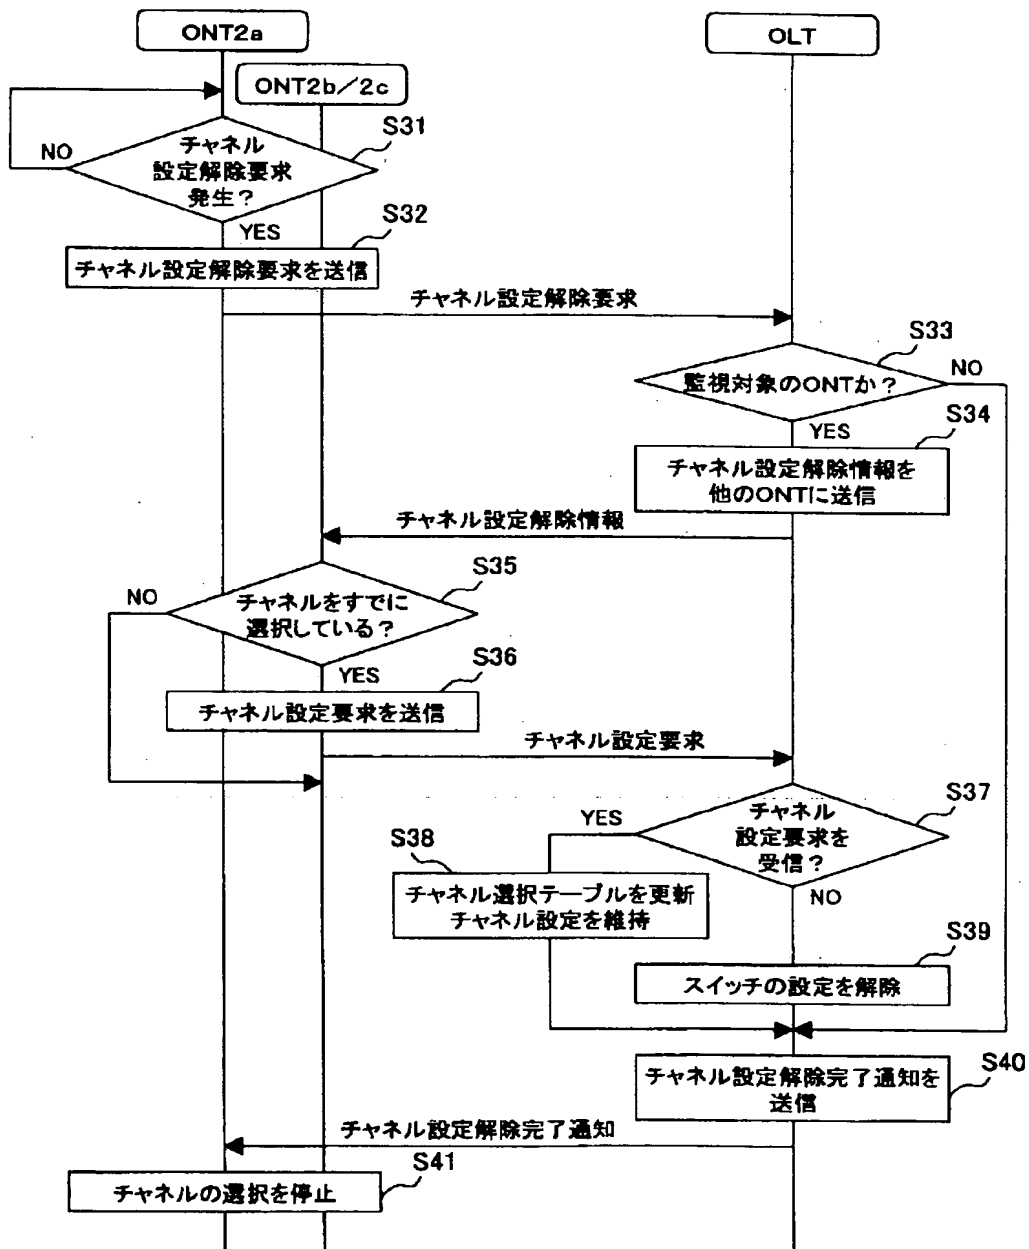 ONT2a
OLT
ONT2b/2c
S31
チャネル
設定解除要求
発生?
NO
YES
S32
チャネル設定解除要求を送信
チャネル設定解除要求
S33
監視対象のONTか?
NO
YES
S34
チャネル設定解除情報を
他のONTに送信
チャネル設定解除情報
S35
チャネルをすでに
選択している?
NO
YES
S36
チャネル設定要求を送信
チャネル設定要求
S37
チャネル
設定要求を
受信?
YES
NO
S38
チャネル選択テーブルを更新
チャネル設定を維持
S39
スイッチの設定を解除
S40
チャネル設定解除完了通知を
送信
チャネル設定解除完了通知
S41
チャネルの選択を停止